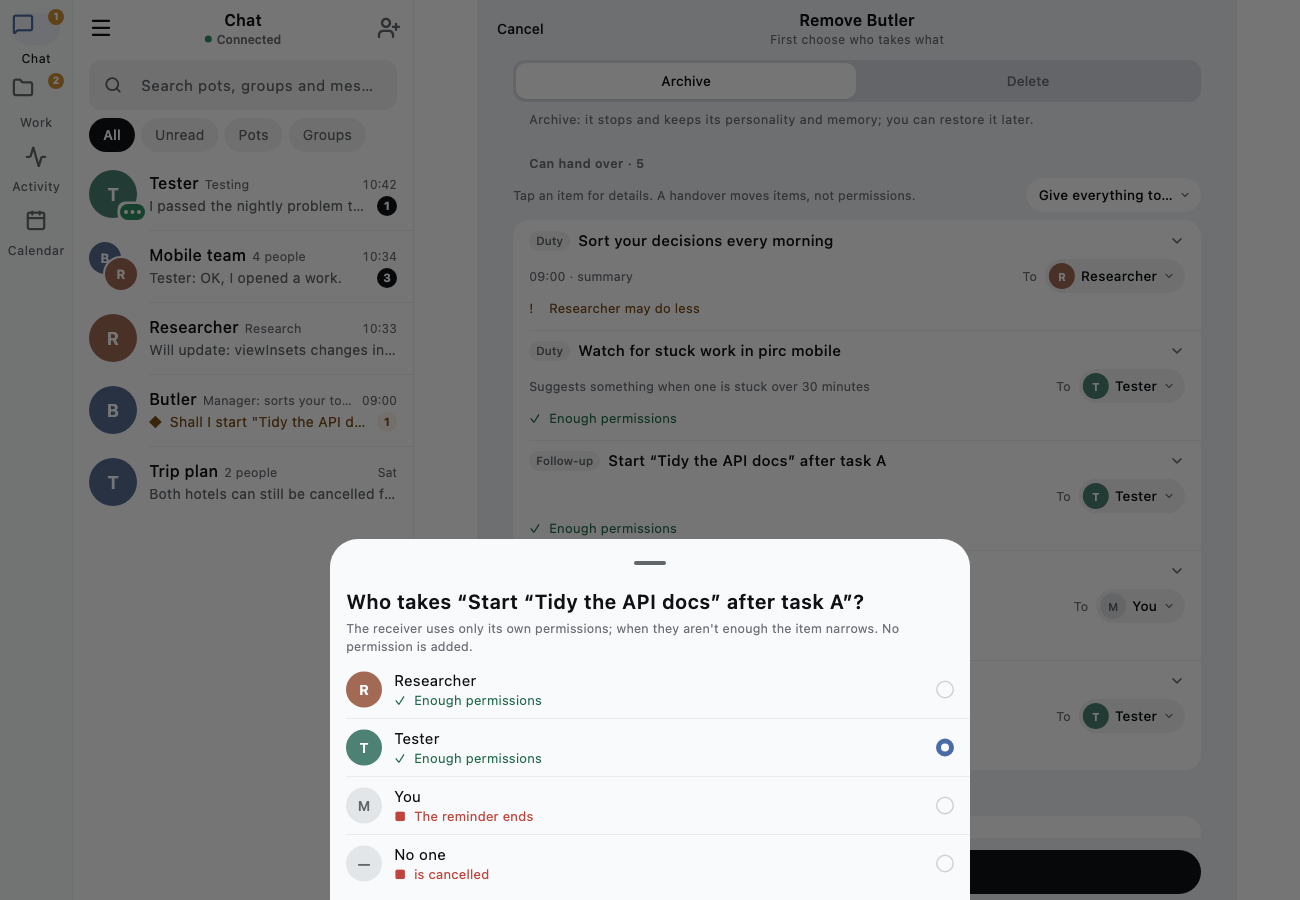 1
Chat
2
Work
Activity
Calendar
Chat
Connected
Search pots, groups and mes...
All
Unread
Pots
Groups
T
Tester Testing 10:42
I passed the nightly problem t... 1
B
R
Mobile team 4 people 10:34
Tester: OK, I opened a work. 3
R
Researcher Research 10:33
Will update: viewInsets changes in...
B
Butler Manager: sorts your to... 09:00
Shall I start "Tidy the API d... 1
T
Trip plan 2 people Sat
Both hotels can still be cancelled f...
Cancel
Remove Butler
First choose who takes what
Archive
Delete
Archive: it stops and keeps its personality and memory; you can restore it later.
Can hand over · 5
Tap an item for details. A handover moves items, not permissions.
Give everything to...
Duty Sort your decisions every morning
09:00 · summary
To R Researcher
! Researcher may do less
Duty Watch for stuck work in pirc mobile
Suggests something when one is stuck over 30 minutes
To T Tester
✓ Enough permissions
Follow-up Start “Tidy the API docs” after task A
To T Tester
✓ Enough permissions
To M You
To T Tester
Who takes “Start “Tidy the API docs” after task A”?
The receiver uses only its own permissions; when they aren't enough the item narrows. No
permission is added.
R
Researcher
✓ Enough permissions
T
Tester
✓ Enough permissions
M
You
The reminder ends
—
No one
is cancelled